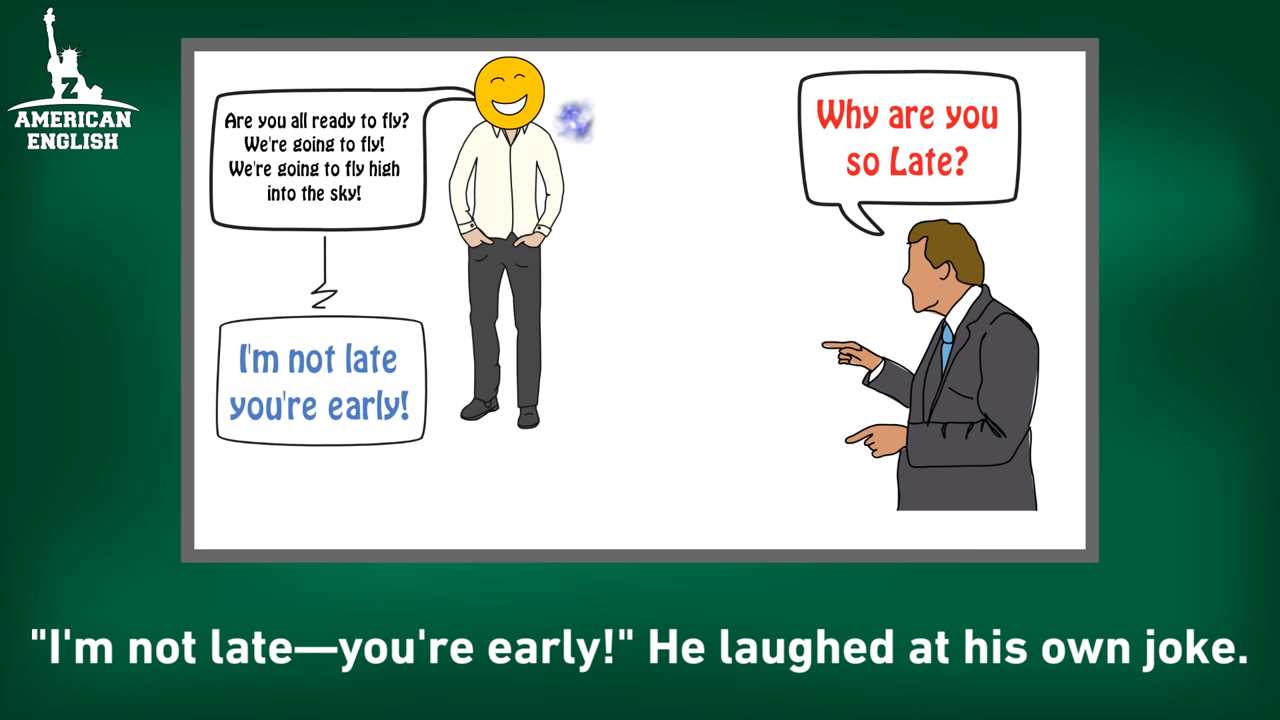 Z
AMERICAN
ENGLISH
Are you all ready to fly?
We're going to fly!
We're going to fly high
into the sky!
Why are you
so Late?
I'm not late
you're early!
"I'm not late—you're early!" He laughed at his own joke.